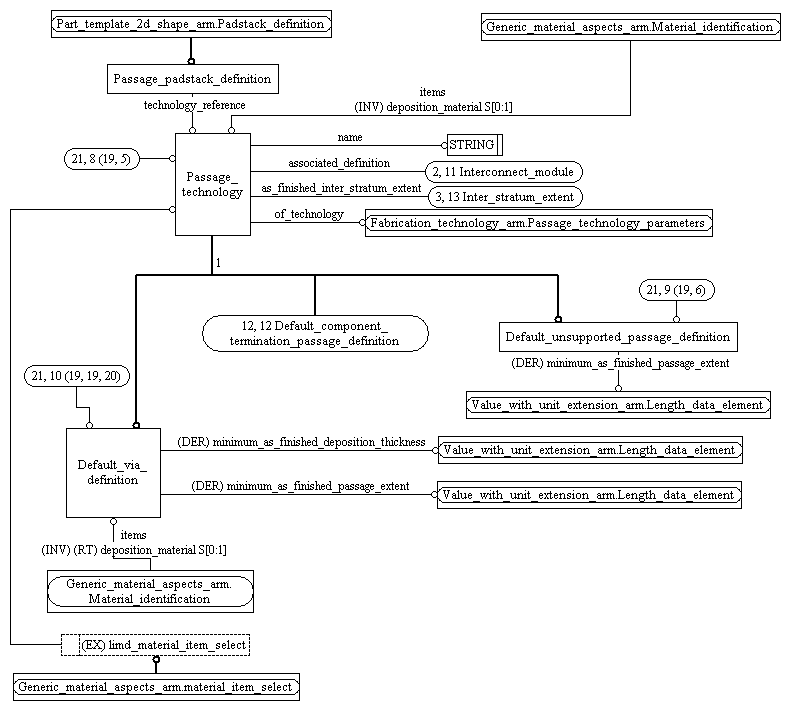 Part_template_2d_shape_arm.Padstack_definition
Generic_material_aspects_arm.Material_identification
Passage_padstack_definition
technology_reference
items
(INV) deposition_material S[0:1]
21, 8 (19, 5)
Passage_
technology
name
STRING
associated_definition
2, 11 Interconnect_module
as_finished_inter_stratum_extent
3, 13 Inter_stratum_extent
of_technology
Fabrication_technology_arm.Passage_technology_parameters
1
12, 12 Default_component_
termination_passage_definition
21, 9 (19, 6)
Default_unsupported_passage_definition
(DER) minimum_as_finished_passage_extent
Value_with_unit_extension_arm.Length_data_element
21, 10 (19, 19, 20)
Default_via_
definition
(DER) minimum_as_finished_deposition_thickness
Value_with_unit_extension_arm.Length_data_element
(DER) minimum_as_finished_passage_extent
Value_with_unit_extension_arm.Length_data_element
items
(INV) (RT) deposition_material S[0:1]
Generic_material_aspects_arm.
Material_identification
(EX) limd_material_item_select
Generic_material_aspects_arm.material_item_select